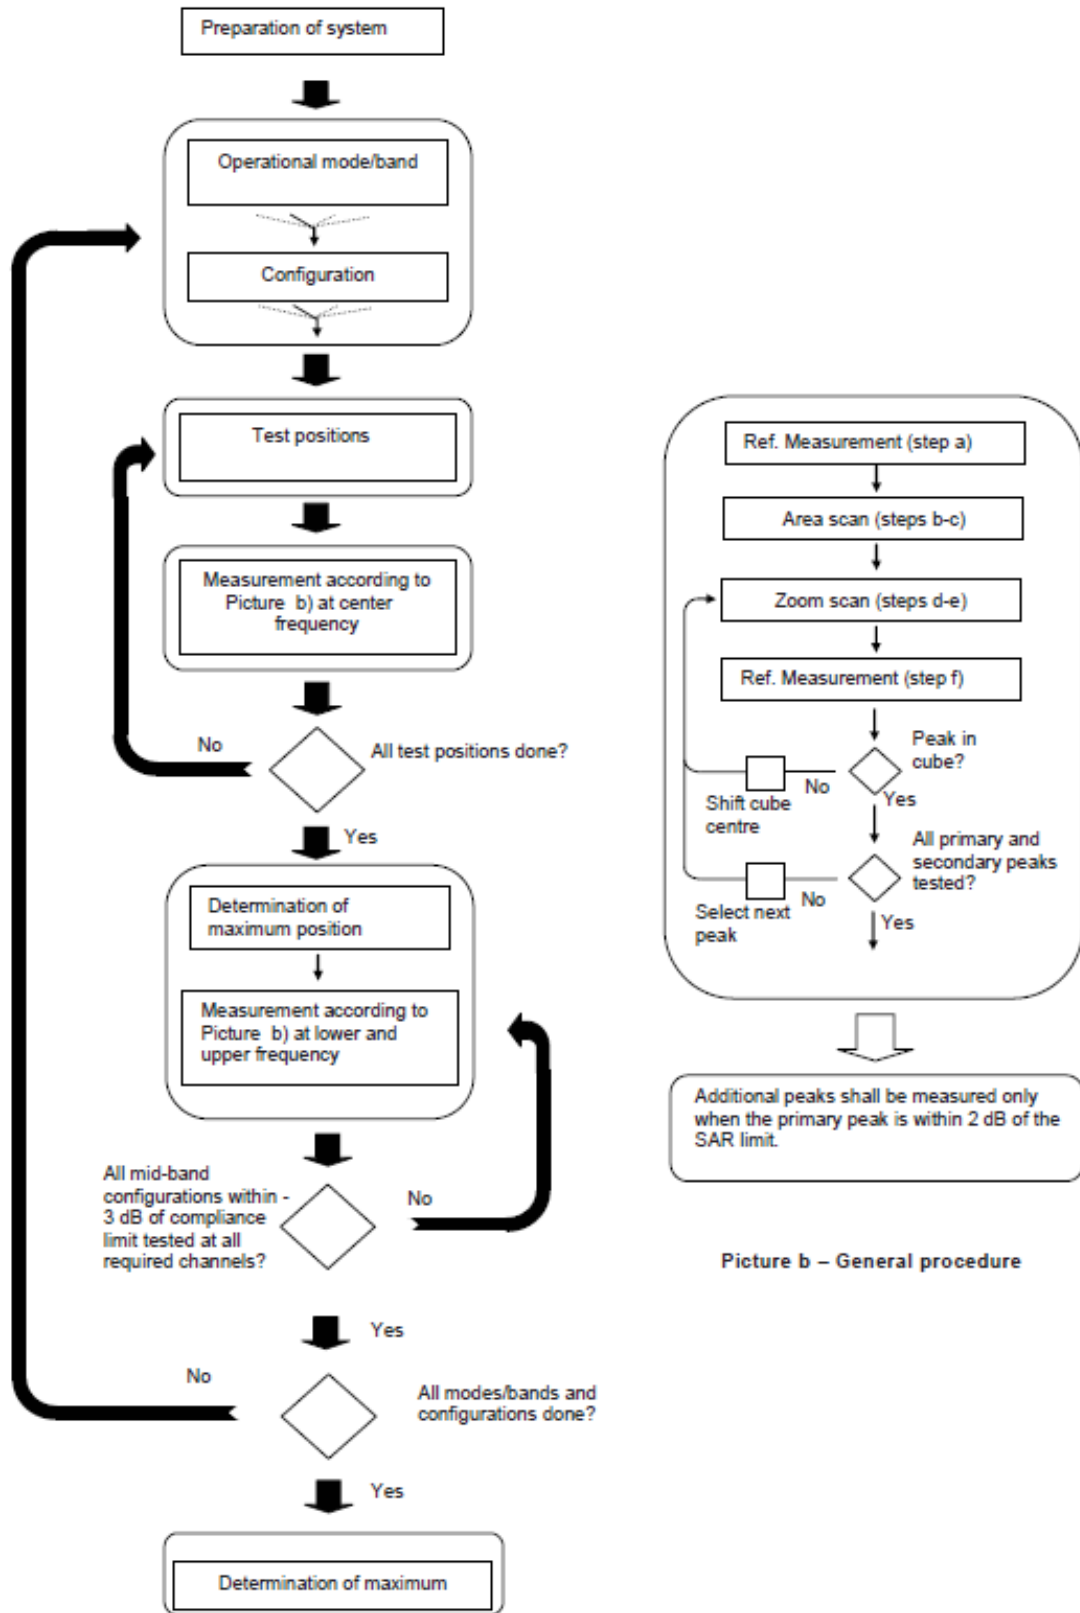 Preparation of system
Operational mode/band
Configuration
Test positions
Measurement according to
Picture b) at center
frequency
No
All test positions done?
Yes
Determination of
maximum position
Measurement according to
Picture b) at lower and
upper frequency
All mid-band
configurations within -
3 dB of compliance
limit tested at all
required channels?
No
Yes
No
All modes/bands and
configurations done?
Yes
Determination of maximum
Ref. Measurement (step a)
Area scan (steps b-c)
Zoom scan (steps d-e)
Ref. Measurement (step f)
Peak in
cube?
No
Yes
Shift cube
centre
All primary and
secondary peaks
tested?
No
Yes
Select next
peak
Additional peaks shall be measured only
when the primary peak is within 2 dB of the
SAR limit.
Picture b – General procedure